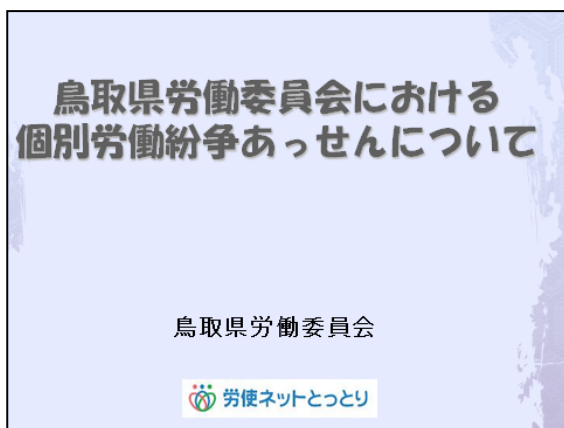 鳥取県労働委員会における
個別労働紛争あっせんについて
鳥取県労働委員会
労使ネットとっとり